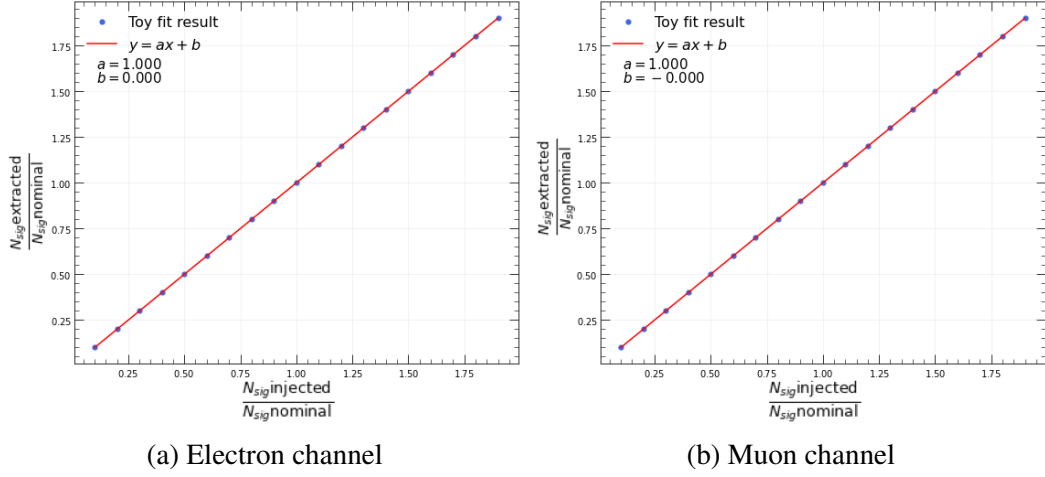 Toy fit result
y = ax + b
a = 1.000
b = 0.000
1.75
1.50
1.25
1.00
0.75
0.50
0.25
N_sig extracted
N_sig nominal
0.25 0.50 0.75 1.00 1.25 1.50 1.75
N_sig injected
N_sig nominal
(a) Electron channel
Toy fit result
y = ax + b
a = 1.000
b = −0.000
1.75
1.50
1.25
1.00
0.75
0.50
0.25
N_sig extracted
N_sig nominal
0.25 0.50 0.75 1.00 1.25 1.50 1.75
N_sig injected
N_sig nominal
(b) Muon channel